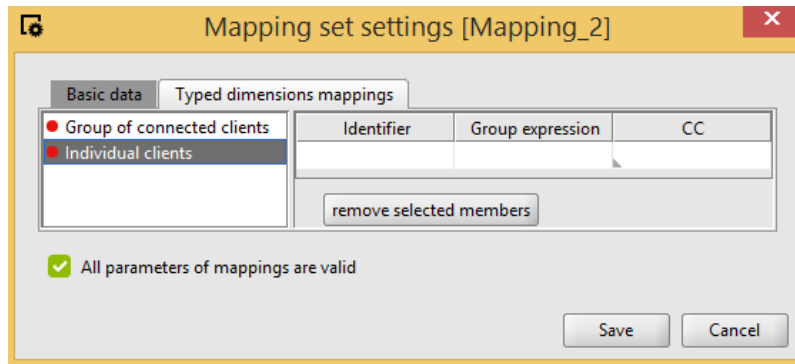 Mapping set settings [Mapping_2]
Basic data Typed dimensions mappings
Group of connected clients
Individual clients
Identifier Group expression CC
remove selected members
All parameters of mappings are valid
Save Cancel